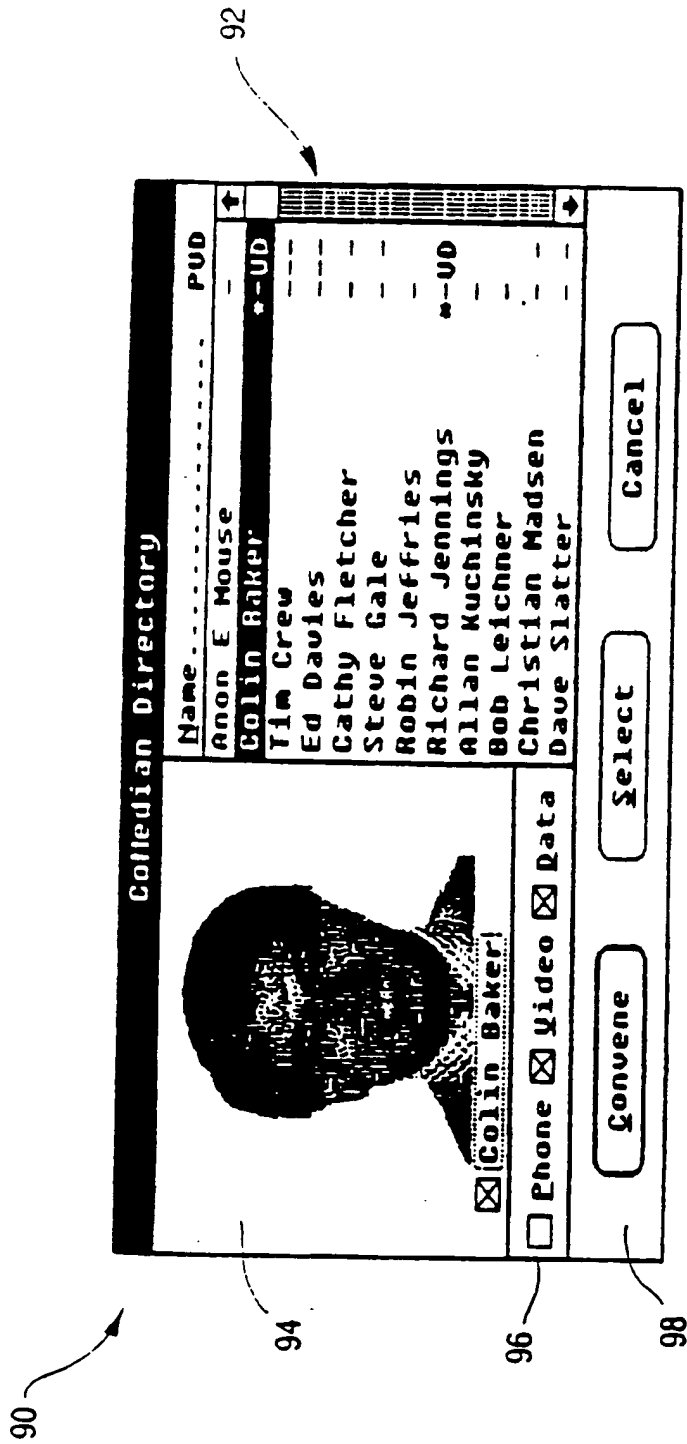 90
92
CoMedian Directory
Name.................... PVD
Anon E Mouse -
Colin Baker *-VD
Tim Crew ---
Ed Davies ---
Cathy Fletcher --
Steve Gale --
Robin Jeffries -
Richard Jennings *-VD
Allan Kuchinsky -
Bob Leichner -
Christian Madsen --
Dave Slatter --
94
Colin Baker
96
Phone Video Data
98
Convene Select Cancel